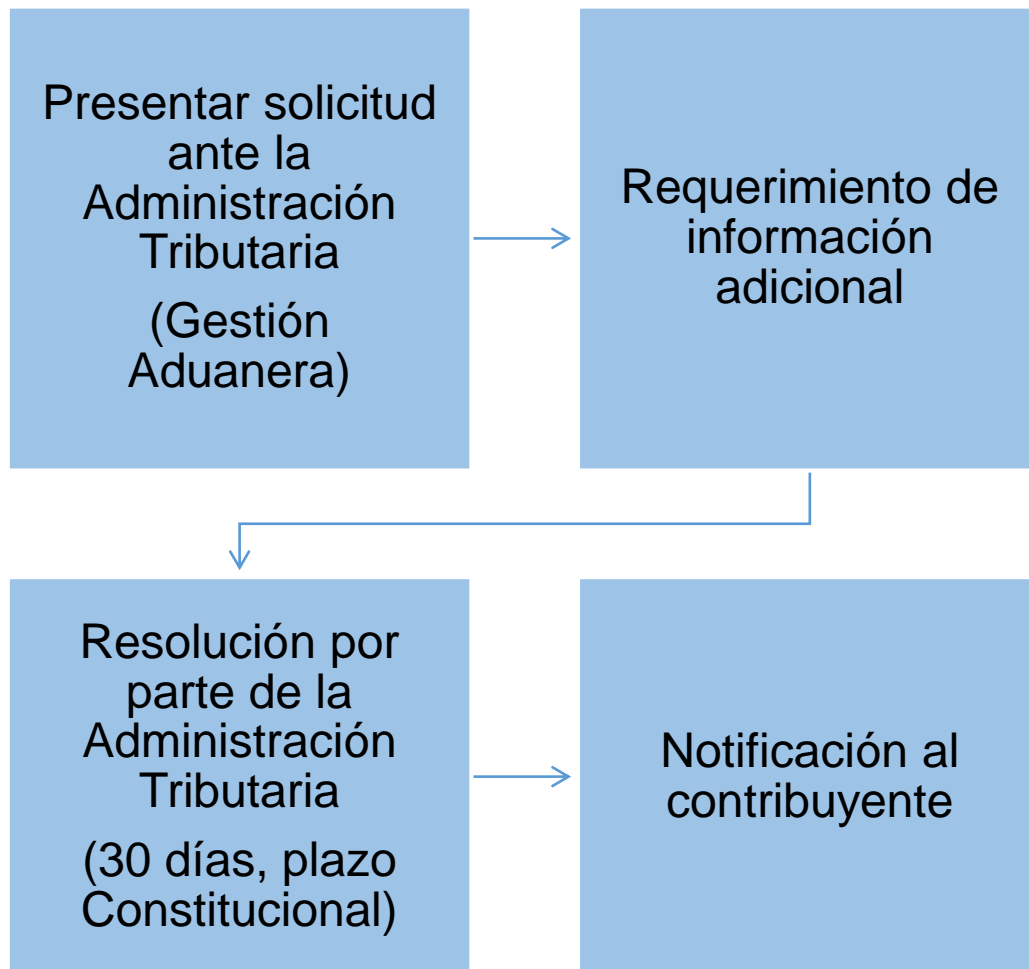 Presentar solicitud
ante la
Administración
Tributaria
(Gestión
Aduanera)
Requerimiento de
información
adicional
Resolución por
parte de la
Administración
Tributaria
(30 días, plazo
Constitucional)
Notificación al
contribuyente